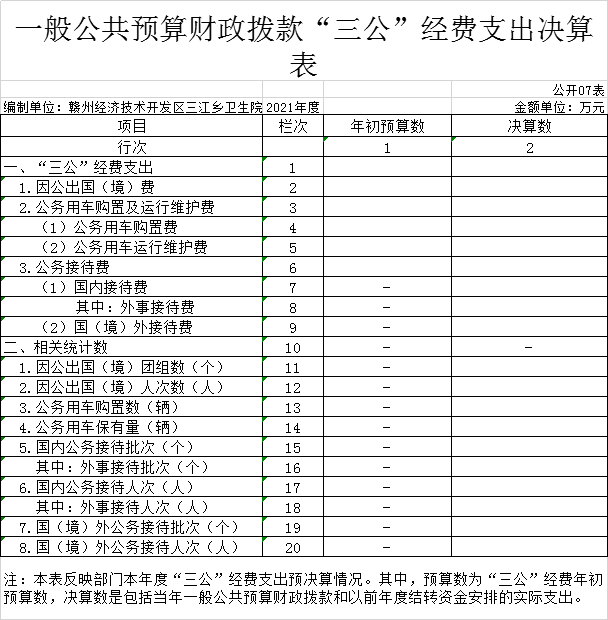 一般公共预算财政拨款“三公”经费支出决算
表
公开07表
编制单位：赣州经济技术开发区三江乡卫生院 2021年度 金额单位：万元
项目 栏次 年初预算数 决算数
行次 1 2
一、“三公”经费支出 1
1.因公出国（境）费 2
2.公务用车购置及运行维护费 3
（1）公务用车购置费 4
（2）公务用车运行维护费 5
3.公务接待费 6
（1）国内接待费 7 -
其中：外事接待费 8 -
（2）国（境）外接待费 9 -
二、相关统计数 10 - -
1.因公出国（境）团组数（个） 11 -
2.因公出国（境）人次数（人） 12 -
3.公务用车购置数（辆） 13 -
4.公务用车保有量（辆） 14 -
5.国内公务接待批次（个） 15 -
其中：外事接待批次（个） 16 -
6.国内公务接待人次（人） 17 -
其中：外事接待人次（人） 18 -
7.国（境）外公务接待批次（个） 19 -
8.国（境）外公务接待人次（人） 20 -
注：本表反映部门本年度“三公”经费支出预决算情况。其中，预算数为“三公”经费年初
预算数，决算数是包括当年一般公共预算财政拨款和以前年度结转资金安排的实际支出。